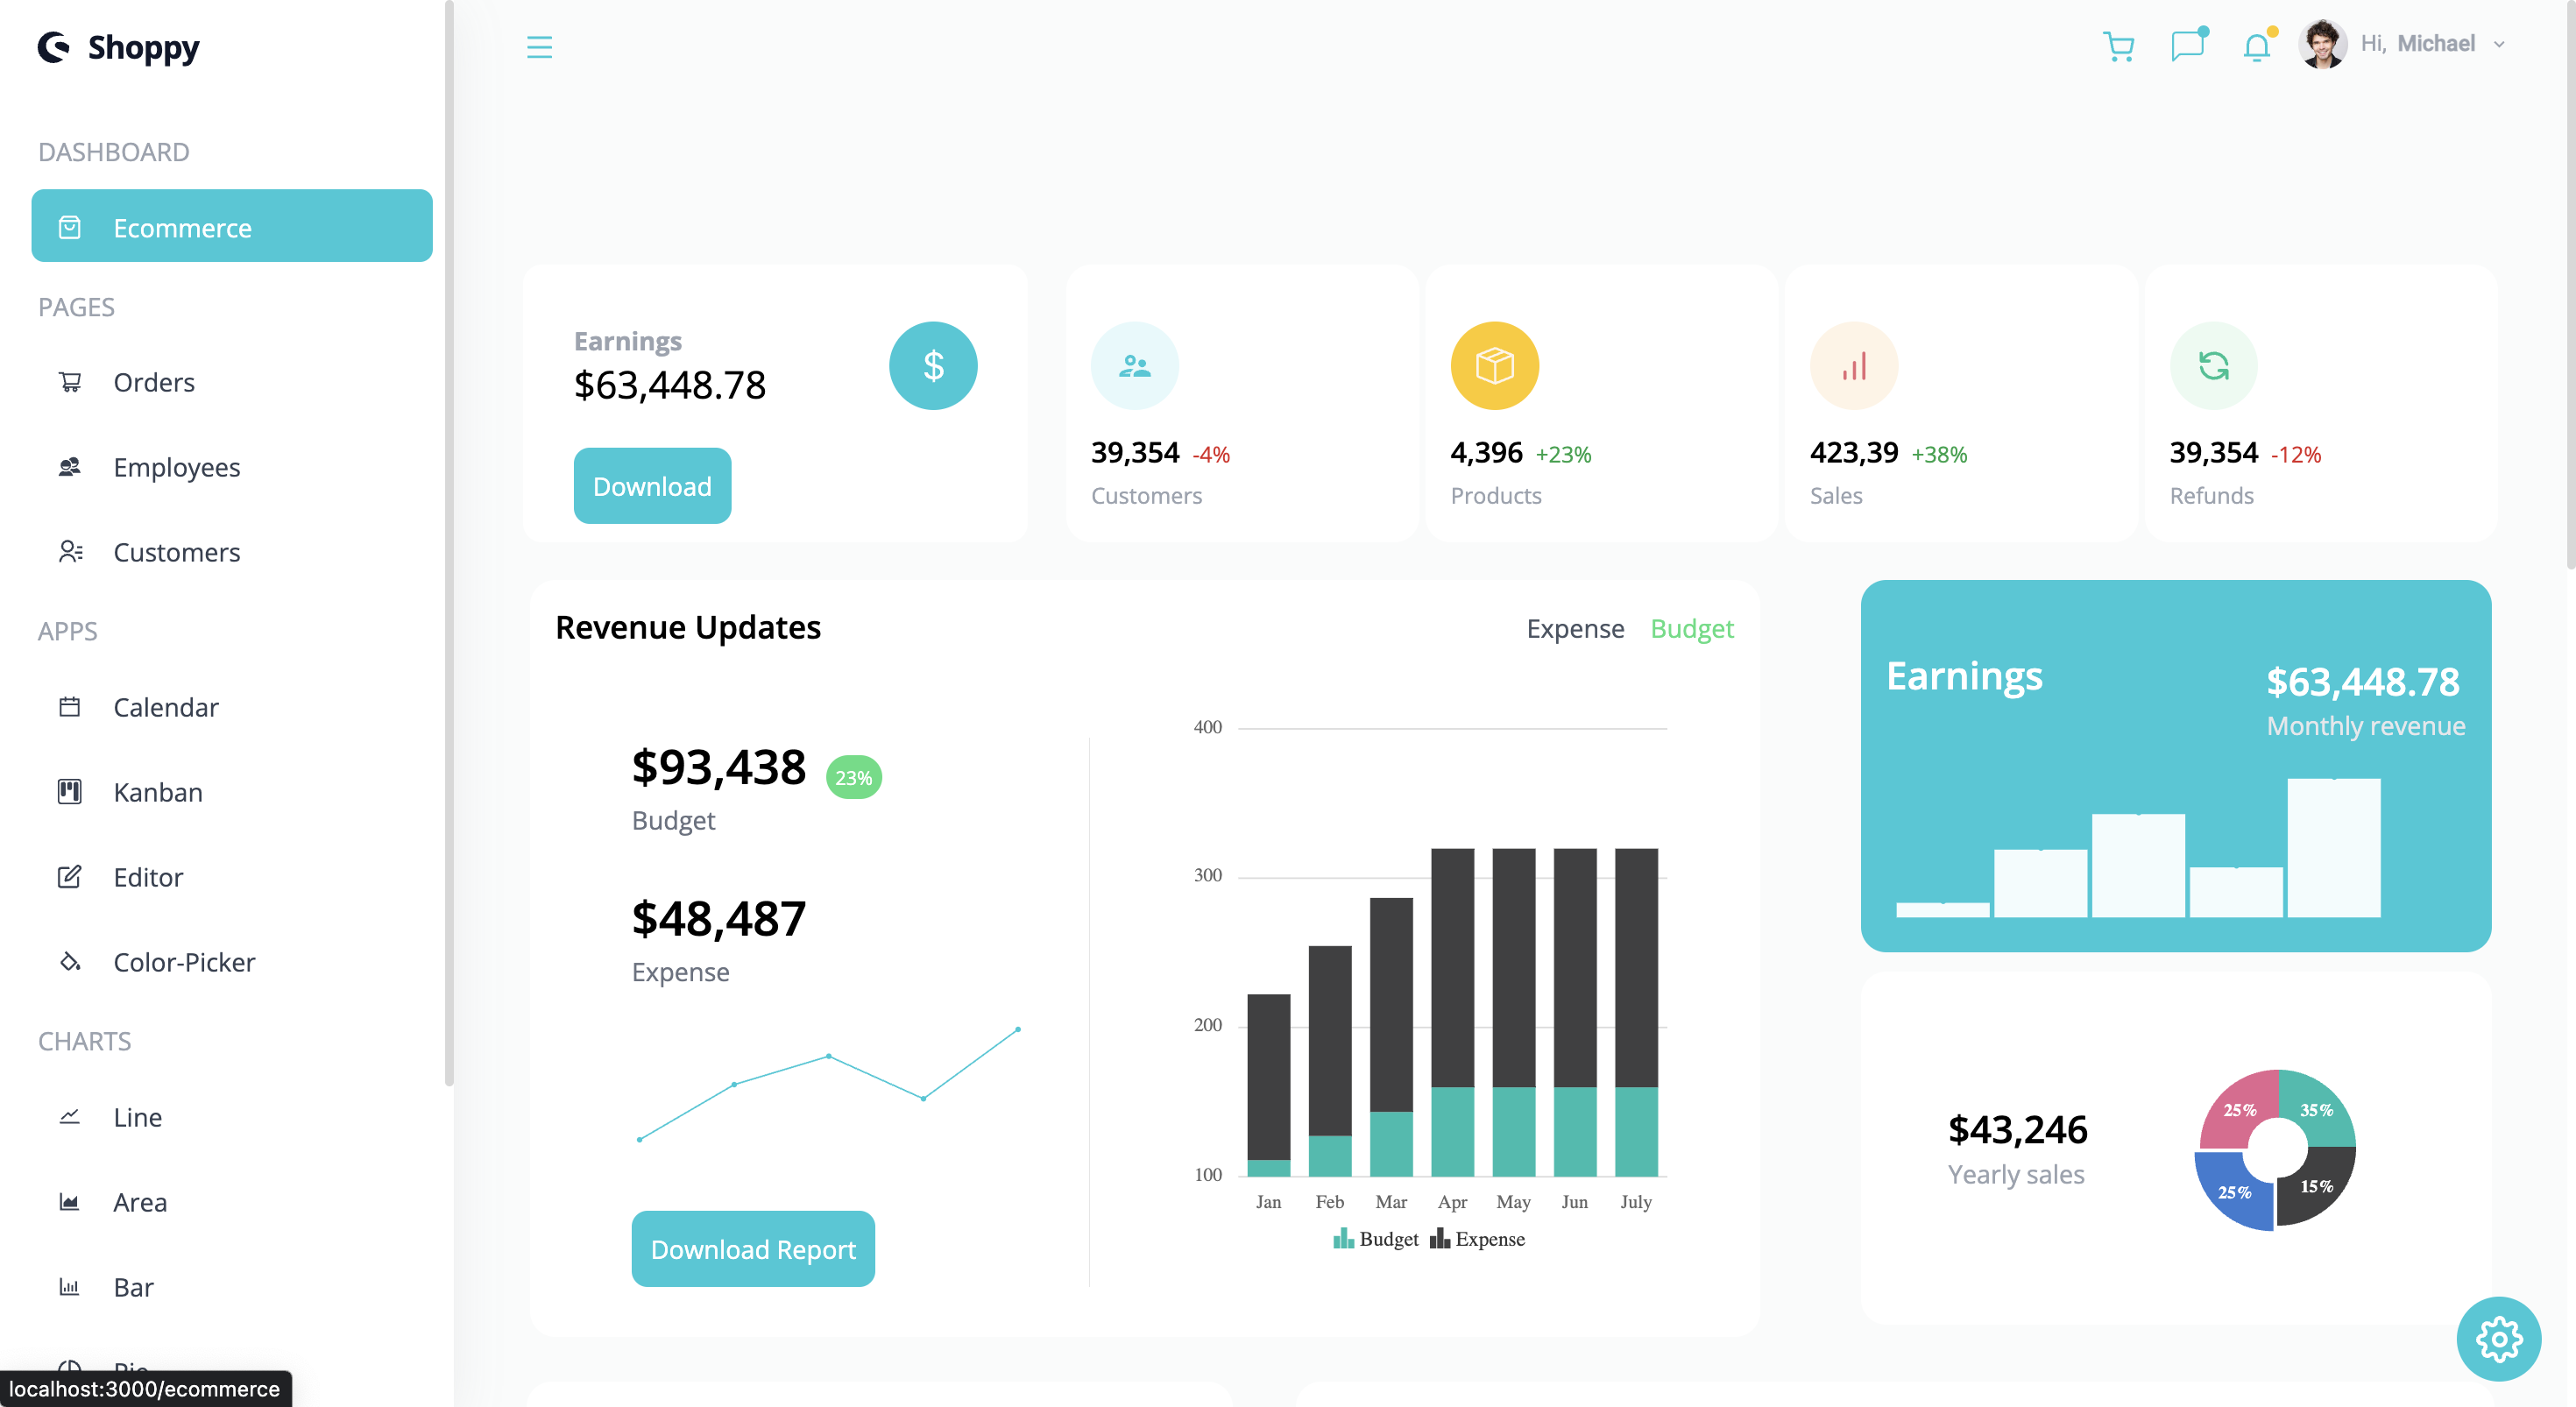 Shoppy
Hi, Michael
DASHBOARD
Ecommerce
PAGES
Orders
Employees
Customers
APPS
Calendar
Kanban
Editor
Color-Picker
CHARTS
Line
Area
Bar
Pie
localhost:3000/ecommerce
Earnings
$63,448.78
Download
39,354 -4%
Customers
4,396 +23%
Products
423,39 +38%
Sales
39,354 -12%
Refunds
Revenue Updates
Expense Budget
$93,438 23%
Budget
$48,487
Expense
Download Report
400
300
200
100
Jan Feb Mar Apr May Jun July
Budget Expense
Earnings
$63,448.78
Monthly revenue
$43,246
Yearly sales
25% 35%
25% 15%